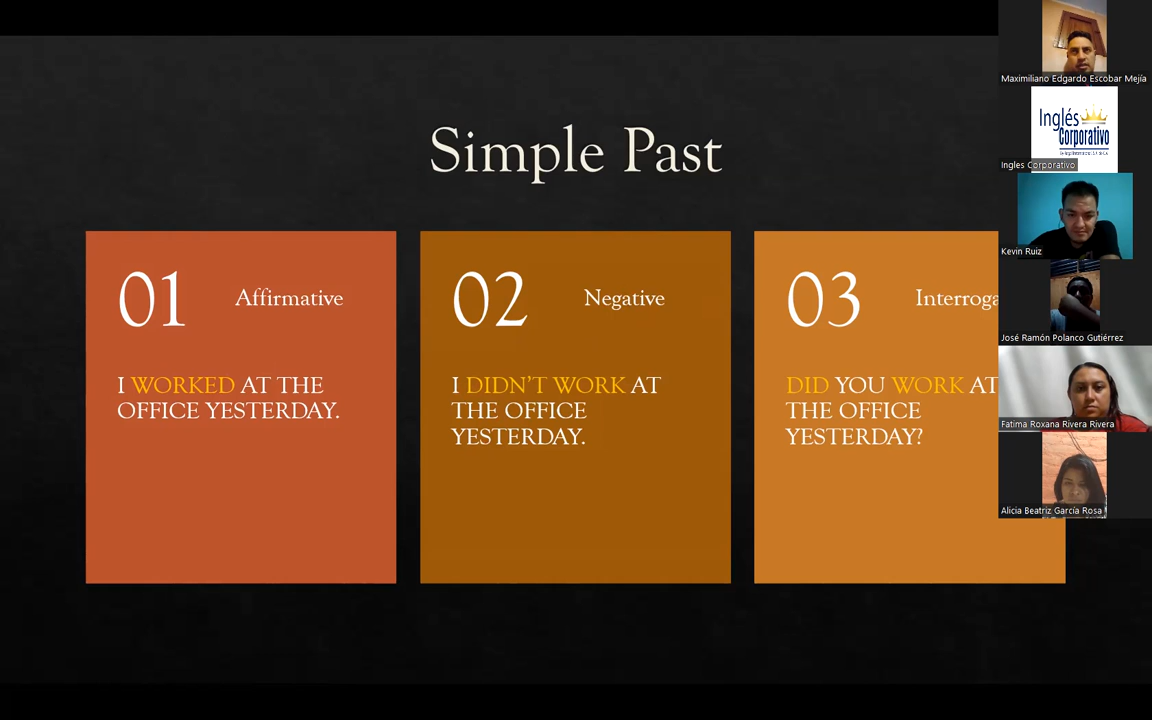 Simple Past
01
Affirmative
I WORKED AT THE
OFFICE YESTERDAY.
02
Negative
I DIDN'T WORK AT
THE OFFICE
YESTERDAY.
03
Interroga
DID YOU WORK AT
THE OFFICE
YESTERDAY?
Maximiliano Edgardo Escobar Mejía
Inglés
Corporativo
Ingles Corporativo
Kevin Ruiz
José Ramón Polanco Gutiérrez
Fatima Roxana Rivera Rivera
Alicia Beatriz García Rosa